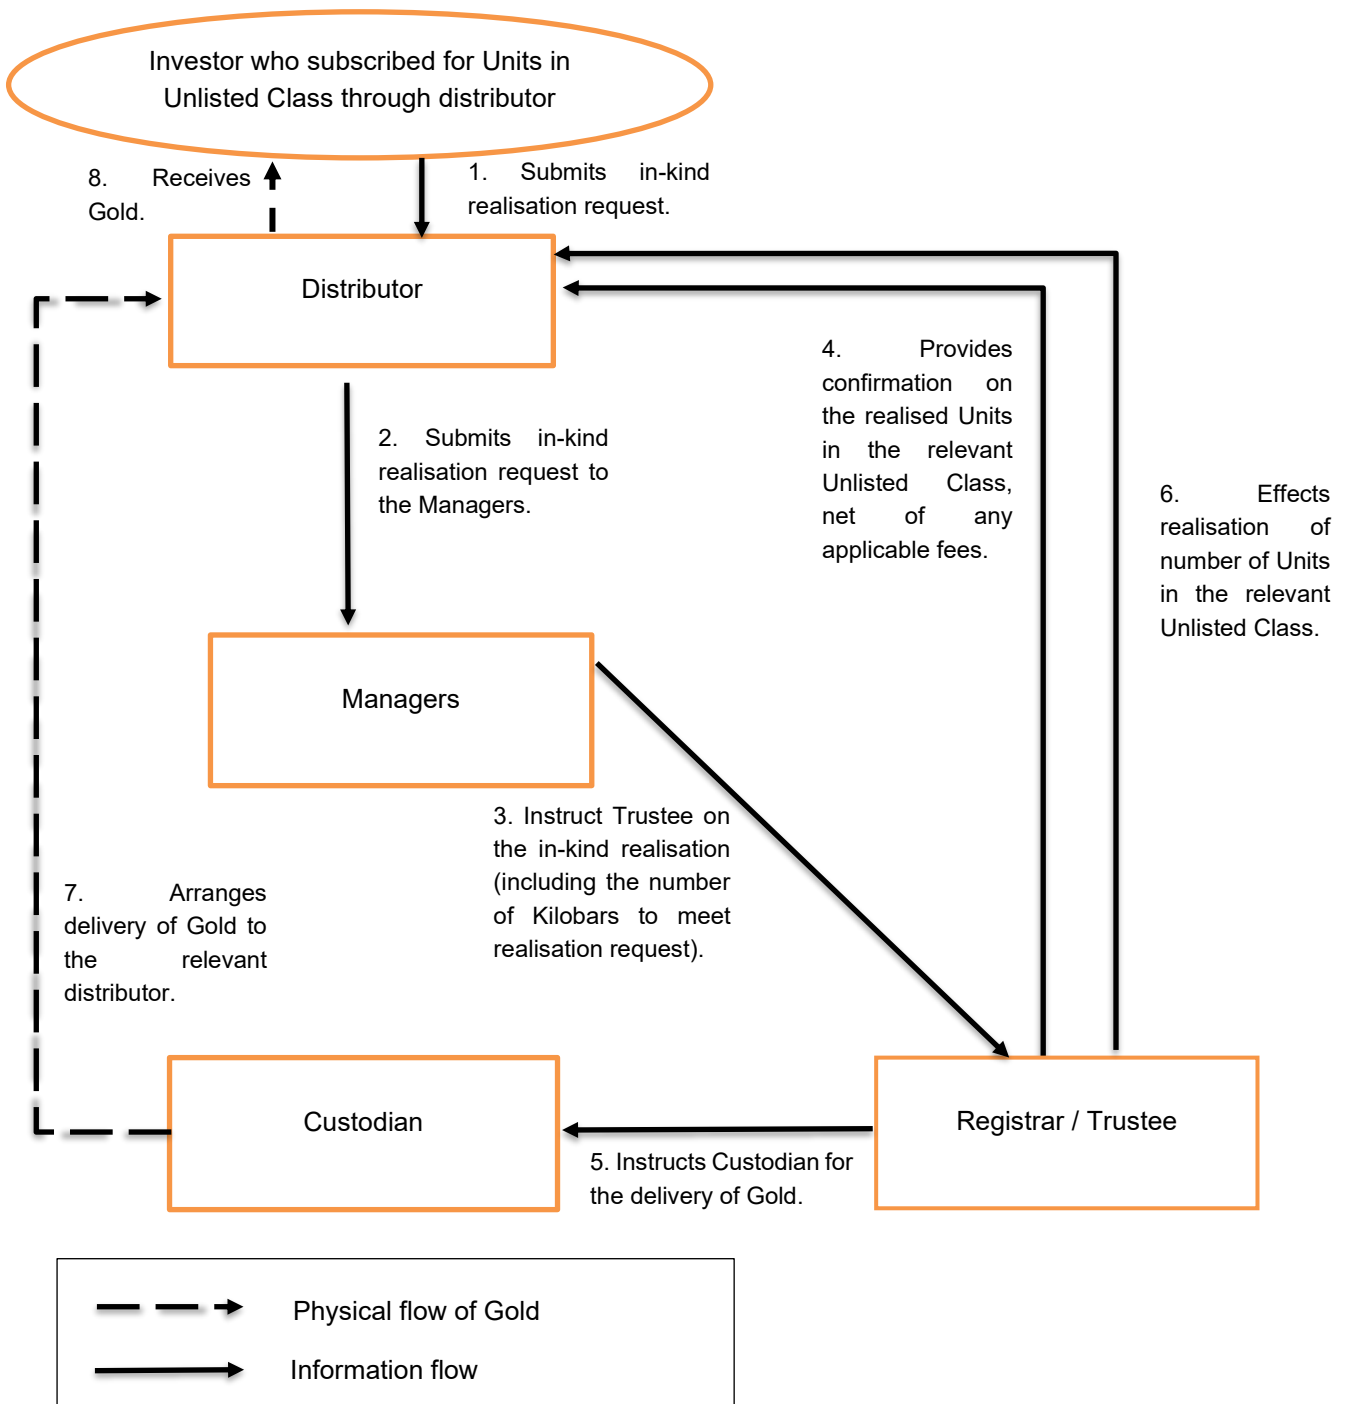 Investor who subscribed for Units in
Unlisted Class through distributor
8. Receives
Gold.
1. Submits in-kind
realisation request.
Distributor
2. Submits in-kind
realisation request to
the Managers.
4. Provides
confirmation on
the realised Units
in the relevant
Unlisted Class,
net of any
applicable fees.
6. Effects
realisation of
number of Units
in the relevant
Unlisted Class.
Managers
3. Instruct Trustee on
the in-kind realisation
(including the number
of Kilobars to meet
realisation request).
7. Arranges
delivery of Gold to
the relevant
distributor.
Custodian
Registrar / Trustee
5. Instructs Custodian for
the delivery of Gold.
Physical flow of Gold
Information flow